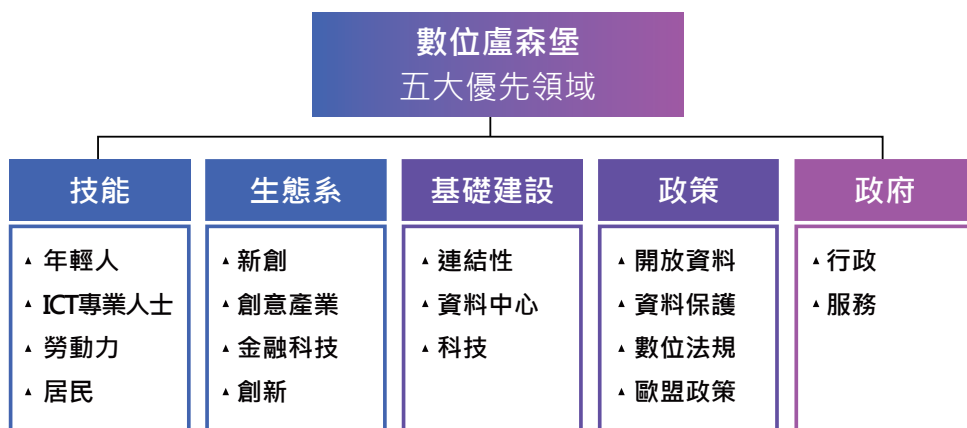 數位盧森堡
五大優先領域
技能
▲ 年輕人
▲ ICT專業人士
▲ 勞動力
▲ 居民
生態系
▲ 新創
▲ 創意產業
▲ 金融科技
▲ 創新
基礎建設
▲ 連結性
▲ 資料中心
▲ 科技
政策
▲ 開放資料
▲ 資料保護
▲ 數位法規
▲ 歐盟政策
政府
▲ 行政
▲ 服務